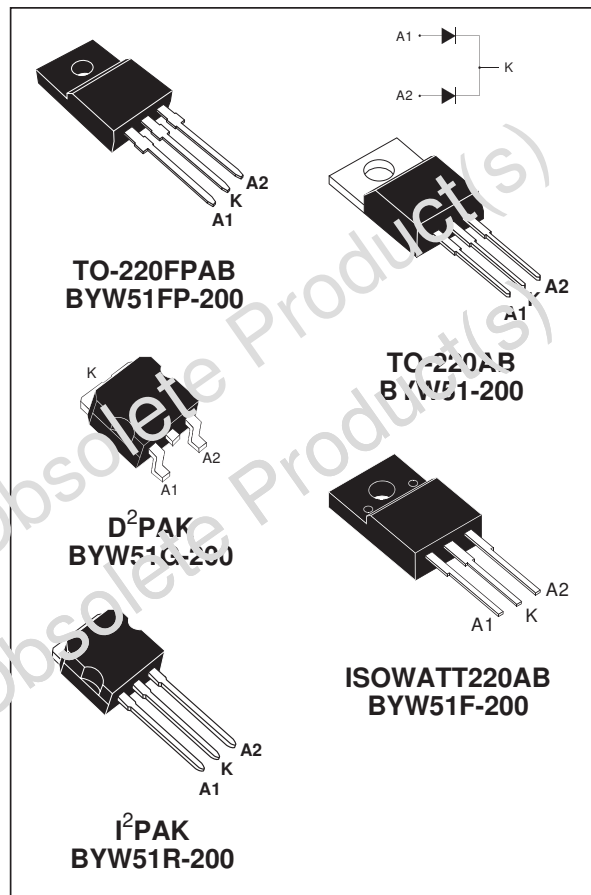 A1
K
A2
A2
K
A1
TO-220FPAB
BYW51FP-200
A2
K
A1
TO-220AB
BYW51-200
K
A2
A1
D²PAK
BYW51G-200
A2
K
A1
ISOWATT220AB
BYW51F-200
A2
K
A1
I²PAK
BYW51R-200
Obsolete Product(s)
Obsolete Product(s)